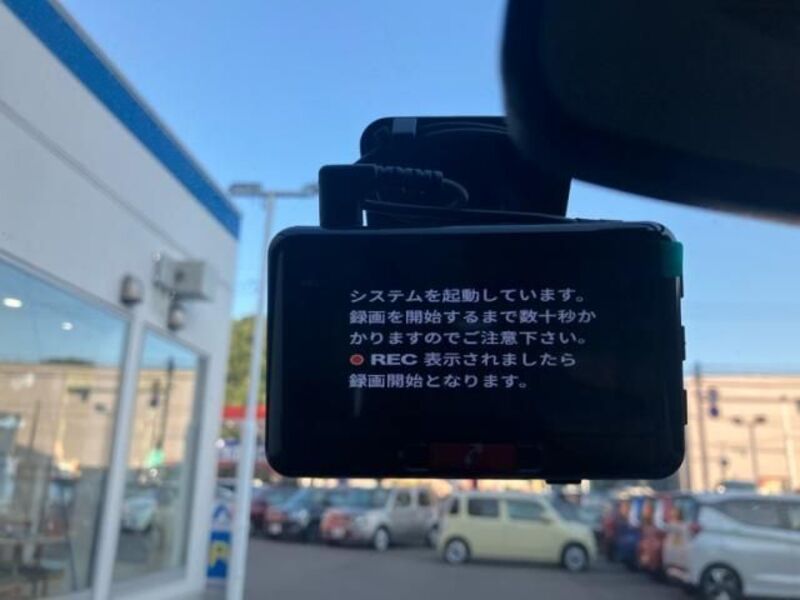 システムを起動しています。
録画を開始するまで数十秒か
かりますのでご注意下さい。
REC 表示されましたら
録画開始となります。
P